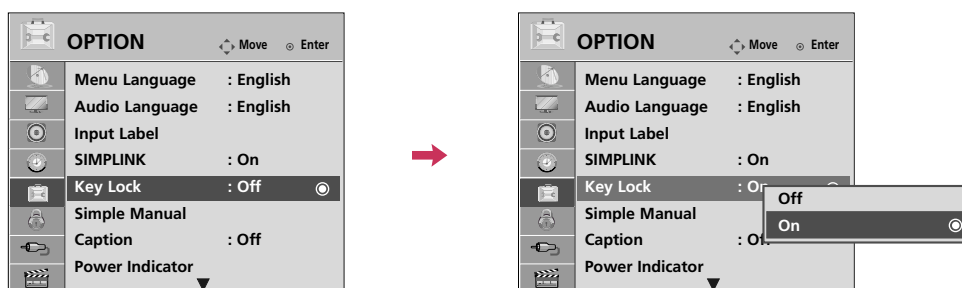 OPTION
Move
Enter
Menu Language : English
Audio Language : English
Input Label
SIMPLINK : On
Key Lock : Off
Simple Manual
Caption : Off
Power Indicator
OPTION
Move
Enter
Menu Language : English
Audio Language : English
Input Label
SIMPLINK : On
Key Lock
Simple Manual
Caption
Power Indicator
Off
On